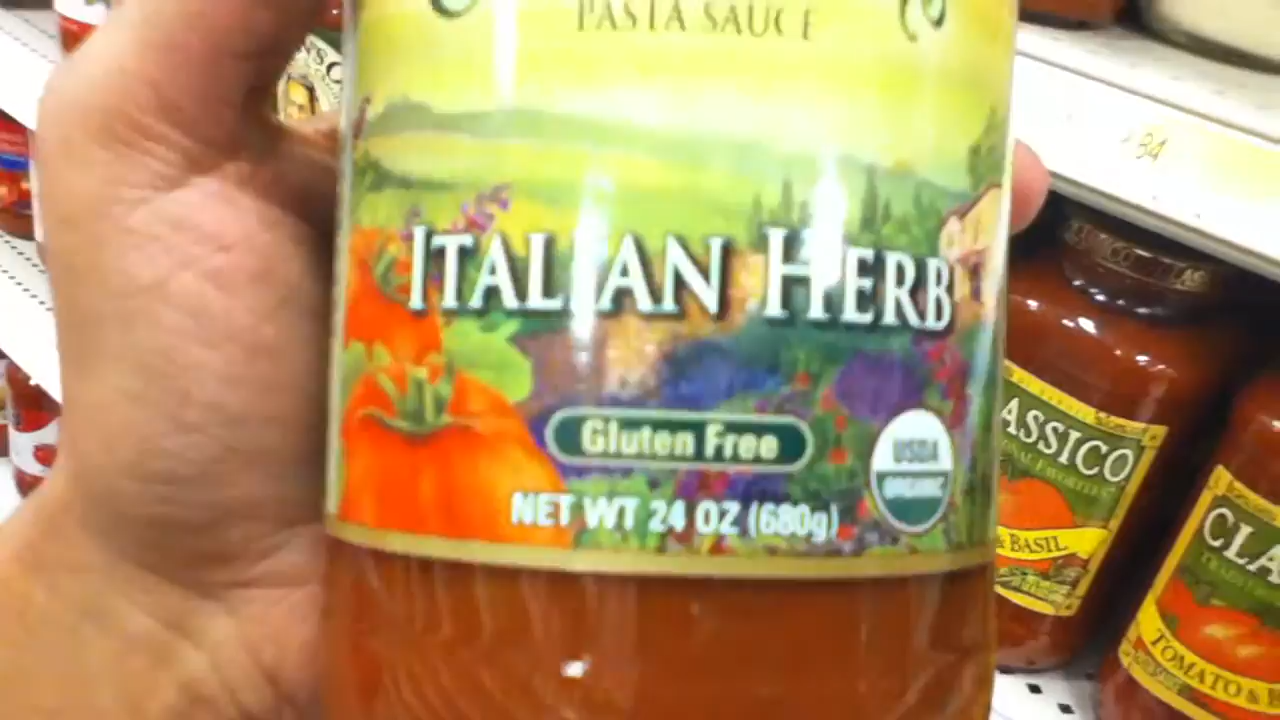 PASTA SAUCE
ITALIAN HERB
Gluten Free
USDA
ORGANIC
NET WT 24 OZ (680g)
ASSICO
& BASIL
CLA
TOMATO & B